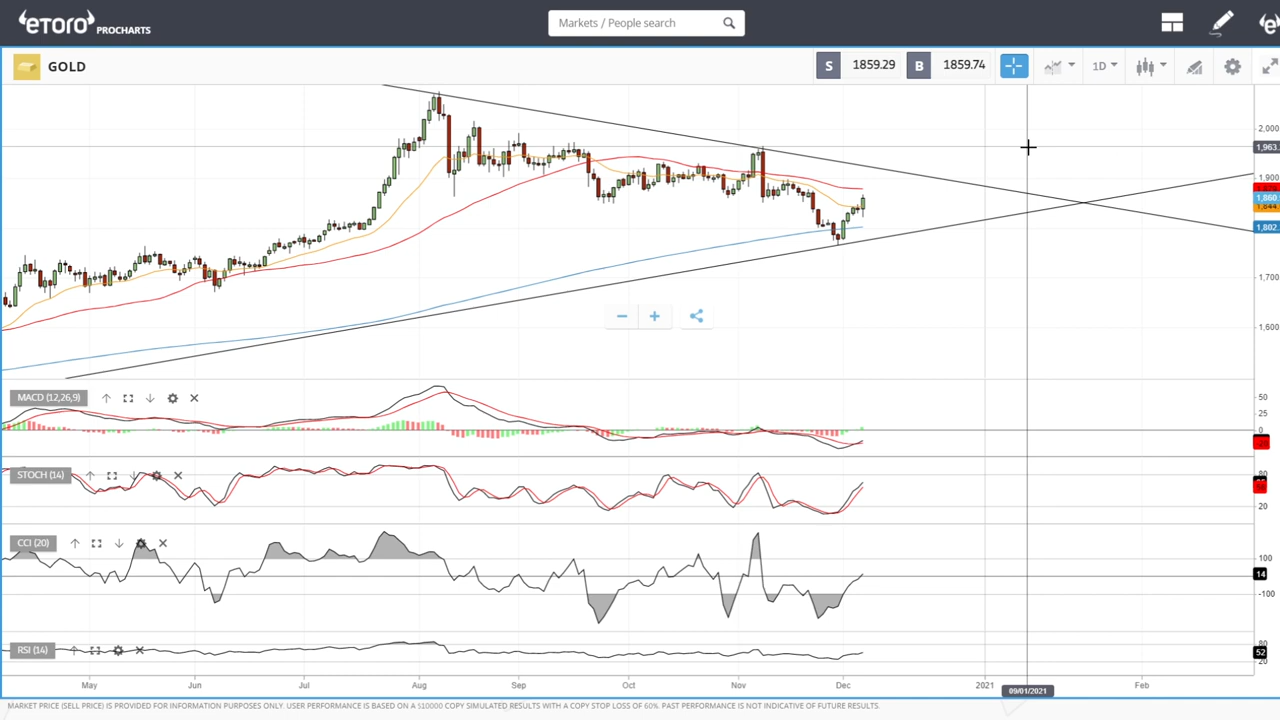 eTORO PROCHARTS
Markets / People search
GOLD
S 1859.29 B 1859.74
1D
2,000
1,963.
1,900
1,860.
1,844.
1,802.
1,700
1,600
MACD (12,26,9)
50
25
0
STOCH (14)
80
20
CCI (20)
100
14
-100
RSI (14)
80
52
20
May Jun Jul Aug Sep Oct Nov Dec 2021 Feb
09/01/2021
MARKET PRICE (SELL PRICE) IS PROVIDED FOR INFORMATION PURPOSES ONLY. USER PERFORMANCE IS BASED ON A $10000 COPY SIMULATED RESULTS WITH A COPY STOP LOSS OF 60%. PAST PERFORMANCE IS NOT INDICATIVE OF FUTURE RESULTS.